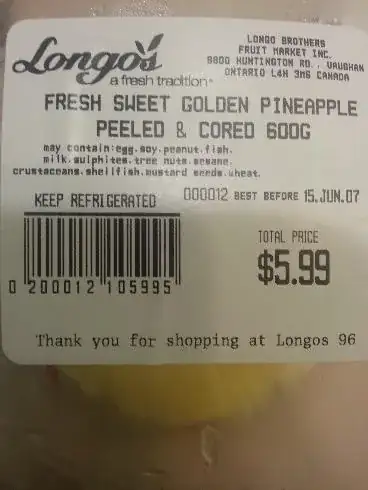 Longo's
a fresh tradition
LONGO BROTHERS
FRUIT MARKET INC.
8800 HUNTINGTON RD., VAUGHAN
ONTARIO L4H 3M6 CANADA
FRESH SWEET GOLDEN PINEAPPLE
PEELED & CORED 600G
may contain:egg.soy.peanut.fish.
milk.sulphites.tree nuts.sesame.
crustaceans.shellfish.mustard seeds.wheat.
KEEP REFRIGERATED
000012 BEST BEFORE 15.JUN.07
TOTAL PRICE
$5.99
0 200012 105995
Thank you for shopping at Longos 96